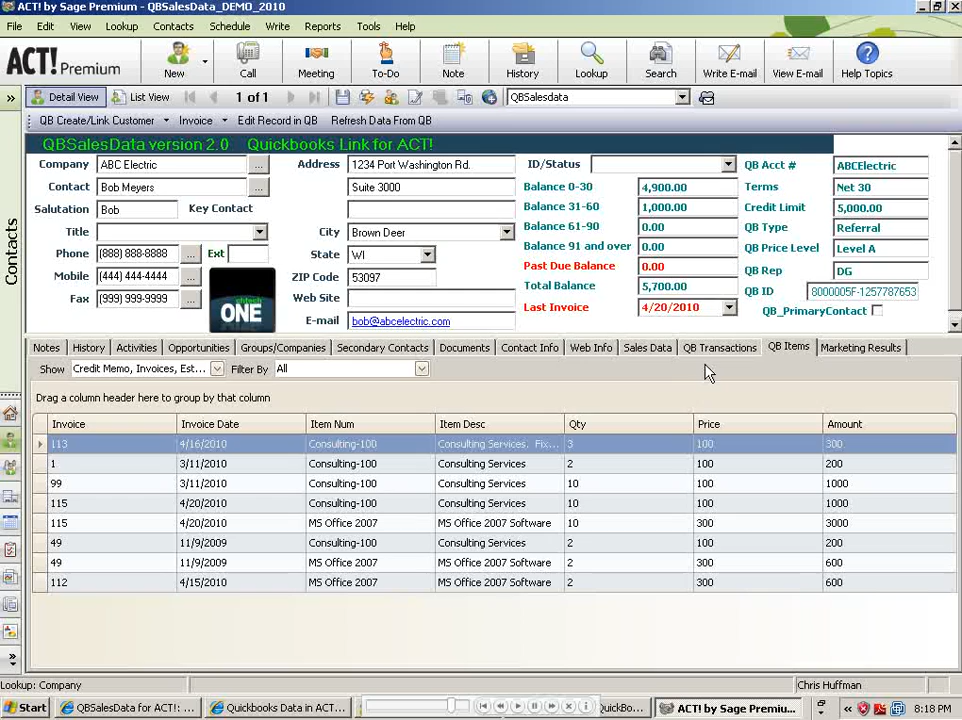 ACT! by Sage Premium - QBSalesData_DEMO_2010
File Edit View Lookup Contacts Schedule Write Reports Tools Help
ACT! Premium New Call Meeting To-Do Note History Lookup Search Write E-mail View E-mail Help Topics
Detail View List View 1 of 1 QBSalesdata
QB Create/Link Customer Invoice Edit Record in QB Refresh Data From QB
QBSalesData version 2.0 Quickbooks Link for ACT!
Company ABC Electric ... Address 1234 Port Washington Rd. ID/Status QB Acct # ABCElectric
Contact Bob Meyers ... Suite 3000 Balance 0-30 4,900.00 Terms Net 30
Salutation Bob Key Contact Balance 31-60 1,000.00 Credit Limit 5,000.00
Title City Brown Deer Balance 61-90 0.00 QB Type Referral
Phone (888) 888-8888 ... Ext State WI Balance 91 and over 0.00 QB Price Level Level A
Mobile (444) 444-4444 ... ZIP Code 53097 Past Due Balance 0.00 QB Rep DG
Fax (999) 999-9999 ... Web Site Total Balance 5,700.00 QB ID 8000005F-1257787653
ONE E-mail bob@abcelectric.com Last Invoice 4/20/2010 QB_PrimaryContact
Contacts
Notes History Activities Opportunities Groups/Companies Secondary Contacts Documents Contact Info Web Info Sales Data QB Transactions QB Items Marketing Results
Show Credit Memo, Invoices, Est... Filter By All
Drag a column header here to group by that column
Invoice Invoice Date Item Num Item Desc Qty Price Amount
113 4/16/2010 Consulting-100 Consulting Services. Fix... 3 100 300
1 3/11/2010 Consulting-100 Consulting Services 2 100 200
99 3/11/2010 Consulting-100 Consulting Services 10 100 1000
115 4/20/2010 Consulting-100 Consulting Services 10 100 1000
115 4/20/2010 MS Office 2007 MS Office 2007 Software 10 300 3000
49 11/9/2009 Consulting-100 Consulting Services 2 100 200
49 11/9/2009 MS Office 2007 MS Office 2007 Software 2 300 600
112 4/15/2010 MS Office 2007 MS Office 2007 Software 2 300 600
Lookup: Company Chris Huffman
Start QBSalesData for ACT!: ... Quickbooks Data in ACT... QuickBo... ACT! by Sage Premium... 8:18 PM